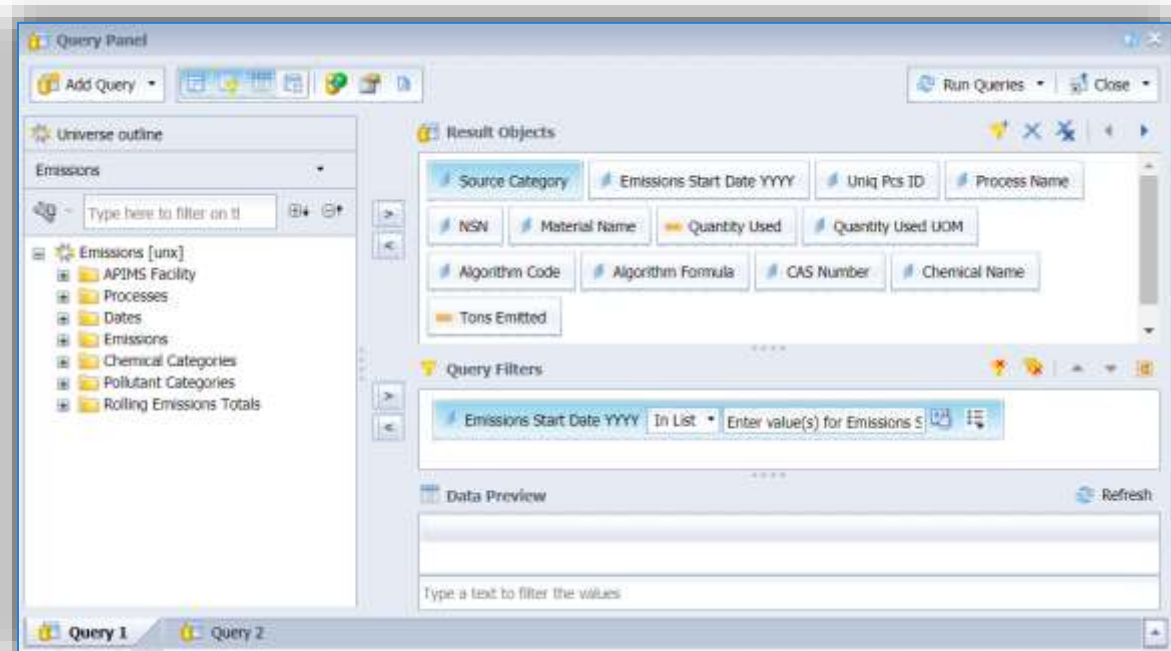 Query Panel
Add Query
Run Queries
Close
Universe outline
Result Objects
Emissions
Source Category
Emissions Start Date YYYY
Uniq Pcs ID
Process Name
Type here to filter on tl
NSN
Material Name
Quantity Used
Quantity Used UOM
Emissions [unx]
APIMS Facility
Processes
Dates
Emissions
Chemical Categories
Pollutant Categories
Rolling Emissions Totals
Algorithm Code
Algorithm Formula
CAS Number
Chemical Name
Tons Emitted
Query Filters
Emissions Start Date YYYY In List Enter value(s) for Emissions S
Data Preview
Refresh
Type a text to filter the values
Query 1
Query 2